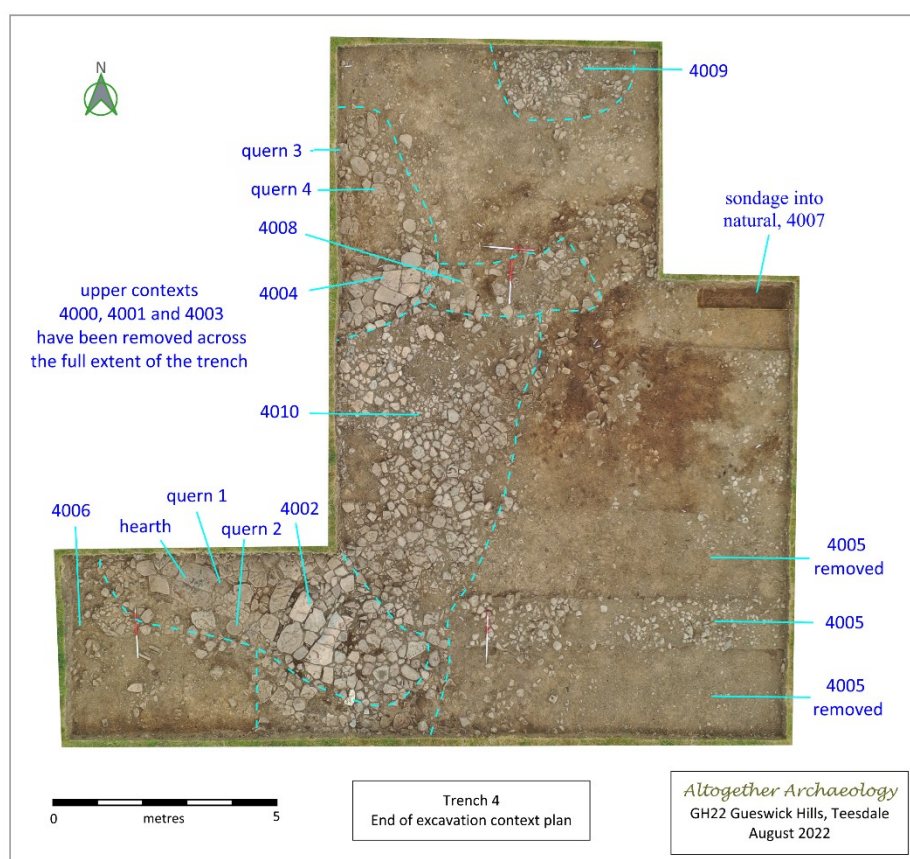 N
4009
quern 3
quern 4
sondage into
natural, 4007
4008
4004
upper contexts
4000, 4001 and 4003
have been removed across
the full extent of the trench
4010
quern 1
4006
hearth
quern 2
4002
4005
removed
4005
4005
removed
0
metres
5
Trench 4
End of excavation context plan
Altogether Archaeology
GH22 Gueswick Hills, Teesdale
August 2022